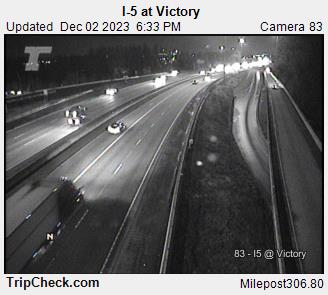 I-5 at Victory
Updated Dec 02 2023 6:33 PM Camera 83
T
N
83 - I5 @ Victory
TripCheck.com Milepost306.80